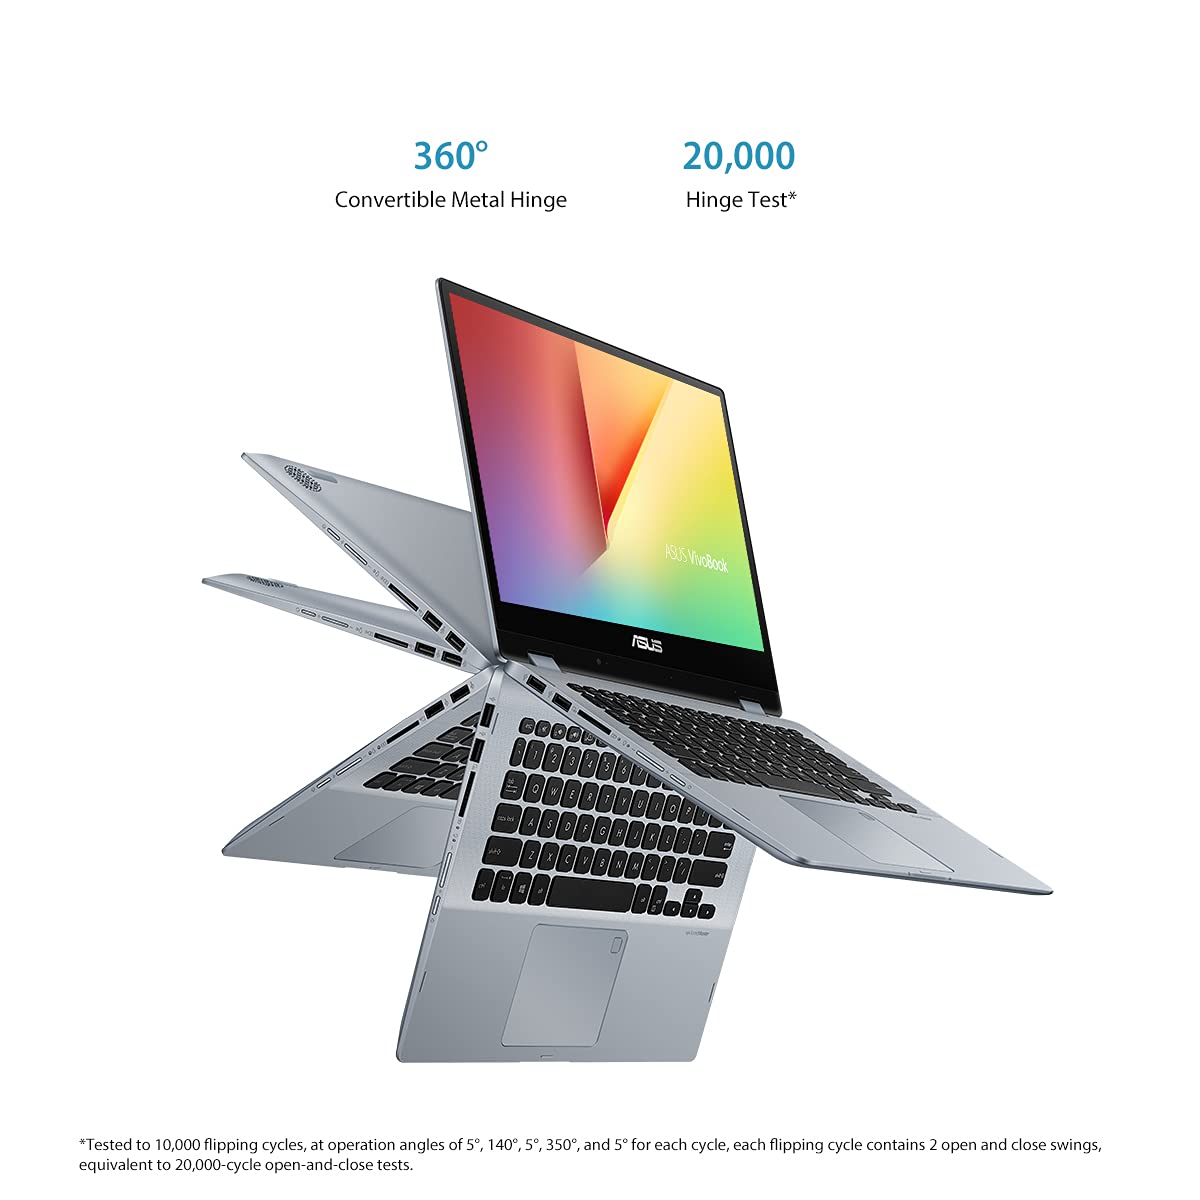 360°
20,000
Convertible Metal Hinge
Hinge Test*
ASUS VivoBook
ASUS
*Tested to 10,000 flipping cycles, at operation angles of 5°, 140°, 5°, 350°, and 5° for each cycle, each flipping cycle contains 2 open and close swings,
equivalent to 20,000-cycle open-and-close tests.
Q W E R T Y U I O P
A S D F G H J K L
Z X C V B N M